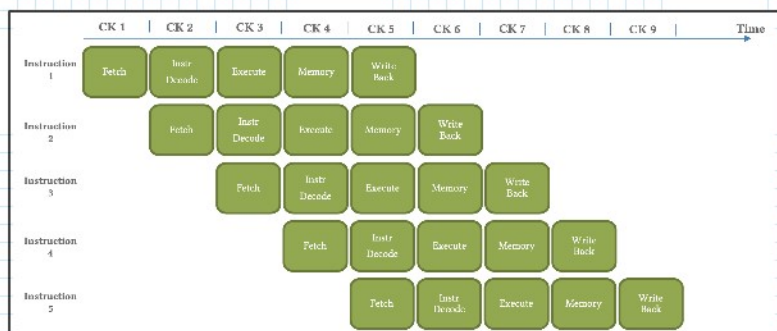 CK 1 CK 2 CK 3 CK 4 CK 5 CK 6 CK 7 CK 8 CK 9 Time
Instruction
1
Fetch
Instr
Decode
Execute
Memory
Write
Back
Instruction
2
Fetch
Instr
Decode
Execute
Memory
Write
Back
Instruction
3
Fetch
Instr
Decode
Execute
Memory
Write
Back
Instruction
4
Fetch
Instr
Decode
Execute
Memory
Write
Back
Instruction
5
Fetch
Instr
Decode
Execute
Memory
Write
Back